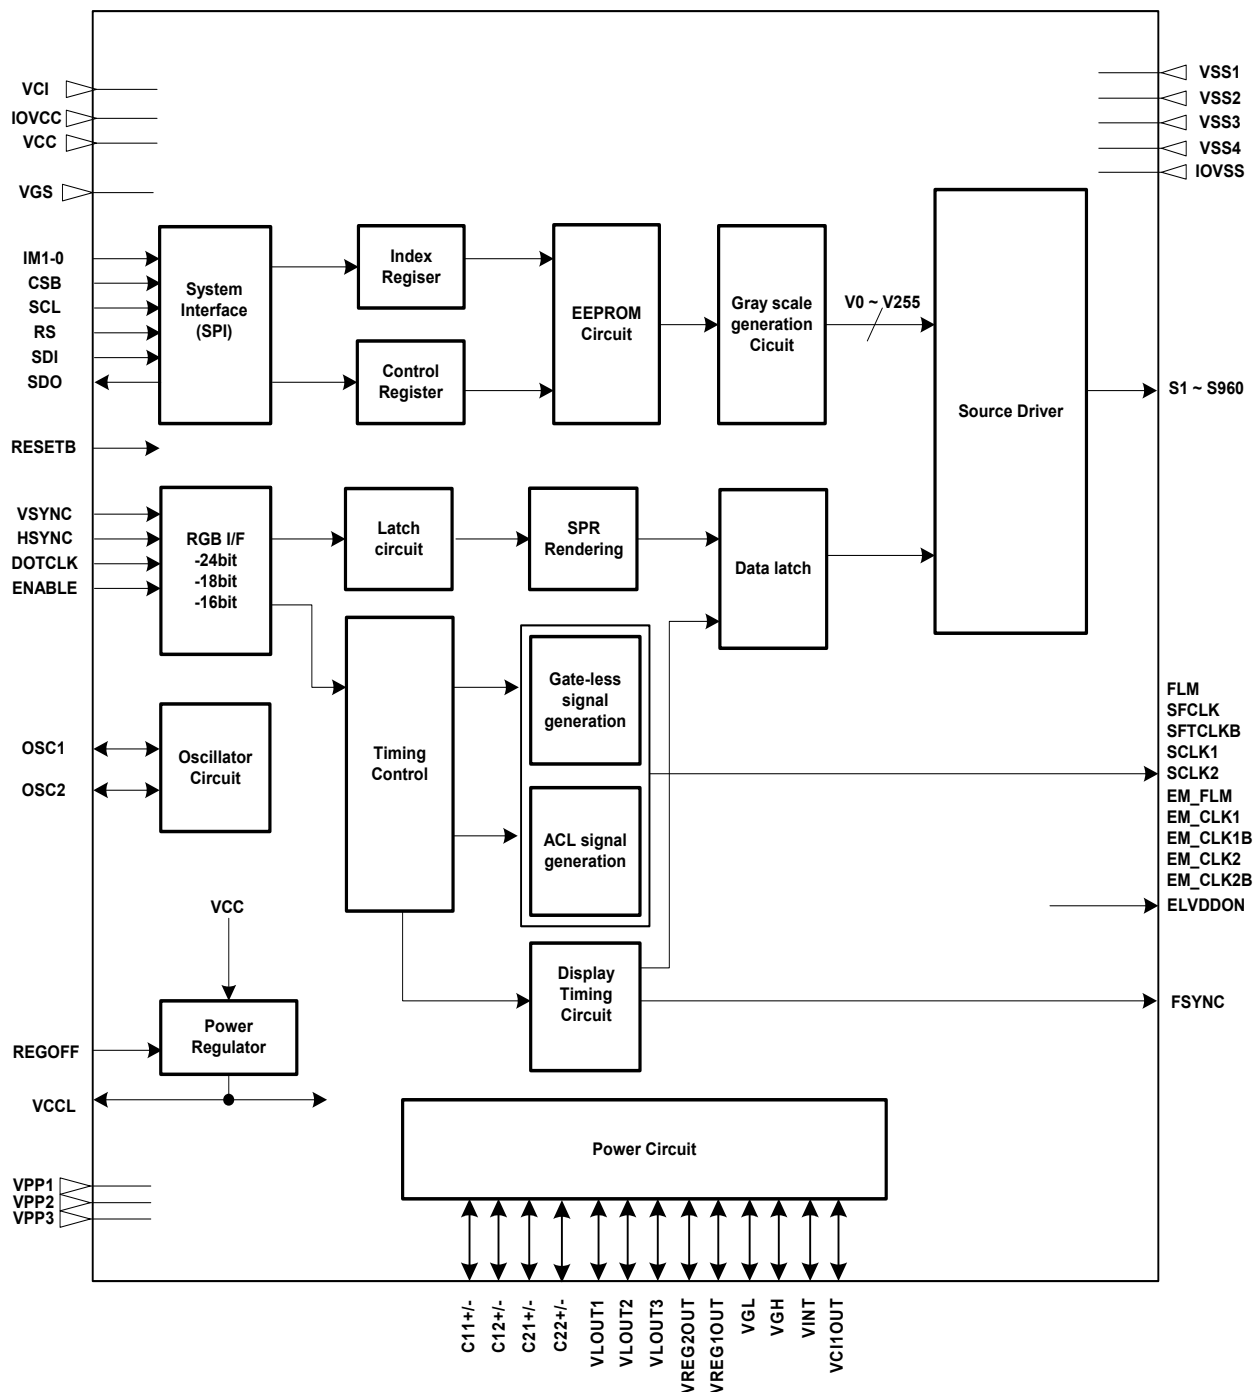 VCI
IOVCC
VCC
VGS
VSS1
VSS2
VSS3
VSS4
IOVSS
IM1-0
CSB
SCL
RS
SDI
SDO
RESETB
System
Interface
(SPI)
Index
Regiser
Control
Register
EEPROM
Circuit
Gray scale
generation
Cicuit
V0 ~ V255
Source Driver
S1 ~ S960
VSYNC
HSYNC
DOTCLK
ENABLE
RGB I/F
-24bit
-18bit
-16bit
Latch
circuit
SPR
Rendering
Data latch
OSC1
OSC2
Oscillator
Circuit
Timing
Control
Gate-less
signal
generation
ACL signal
generation
FLM
SFCLK
SFTCLKB
SCLK1
SCLK2
EM_FLM
EM_CLK1
EM_CLK1B
EM_CLK2
EM_CLK2B
ELVDDON
VCC
Power
Regulator
REGOFF
VCCL
Display
Timing
Circuit
FSYNC
VPP1
VPP2
VPP3
Power Circuit
C11+/-
C12+/-
C21+/-
C22+/-
VLOUT1
VLOUT2
VLOUT3
VREG2OUT
VREG1OUT
VGL
VGH
VINT
VCI1OUT